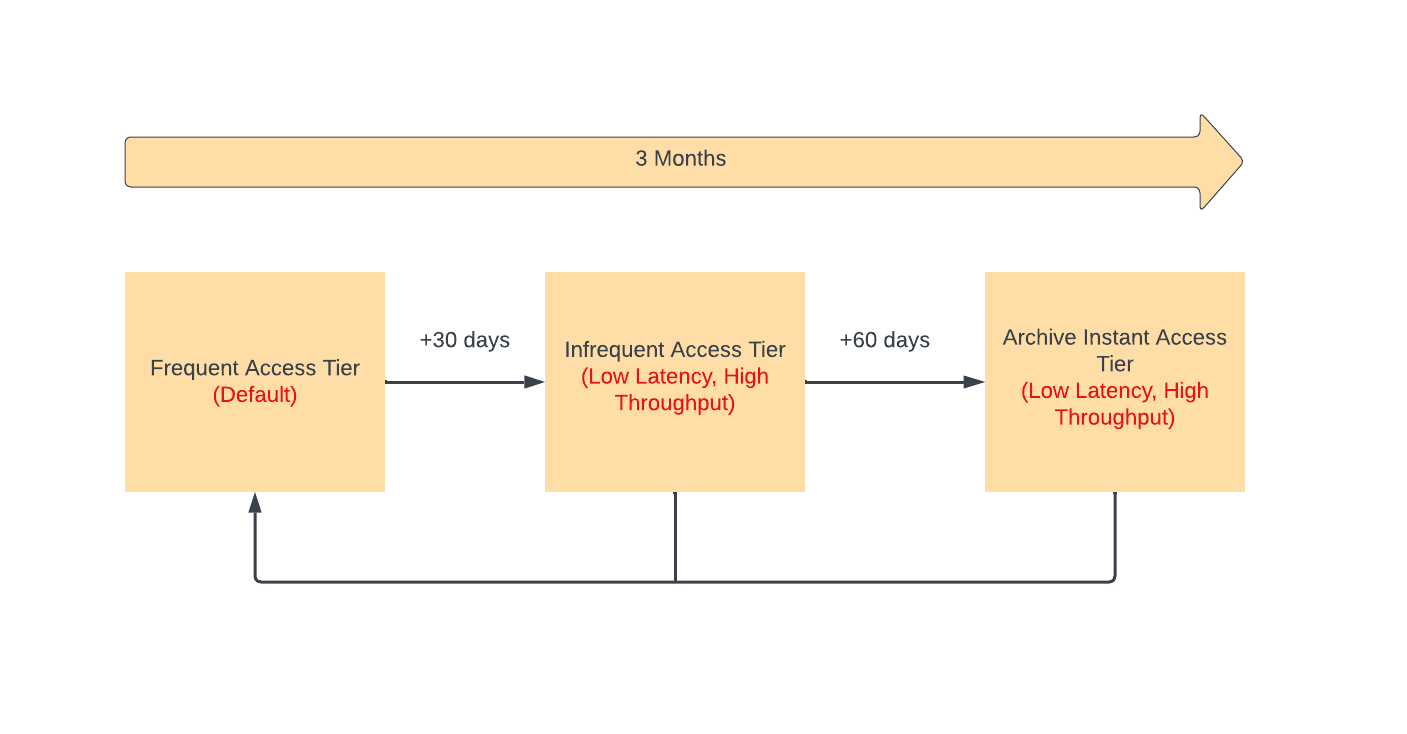 3 Months
+30 days
+60 days
Frequent Access Tier
(Default)
Infrequent Access Tier
(Low Latency, High
Throughput)
Archive Instant Access
Tier
(Low Latency, High
Throughput)